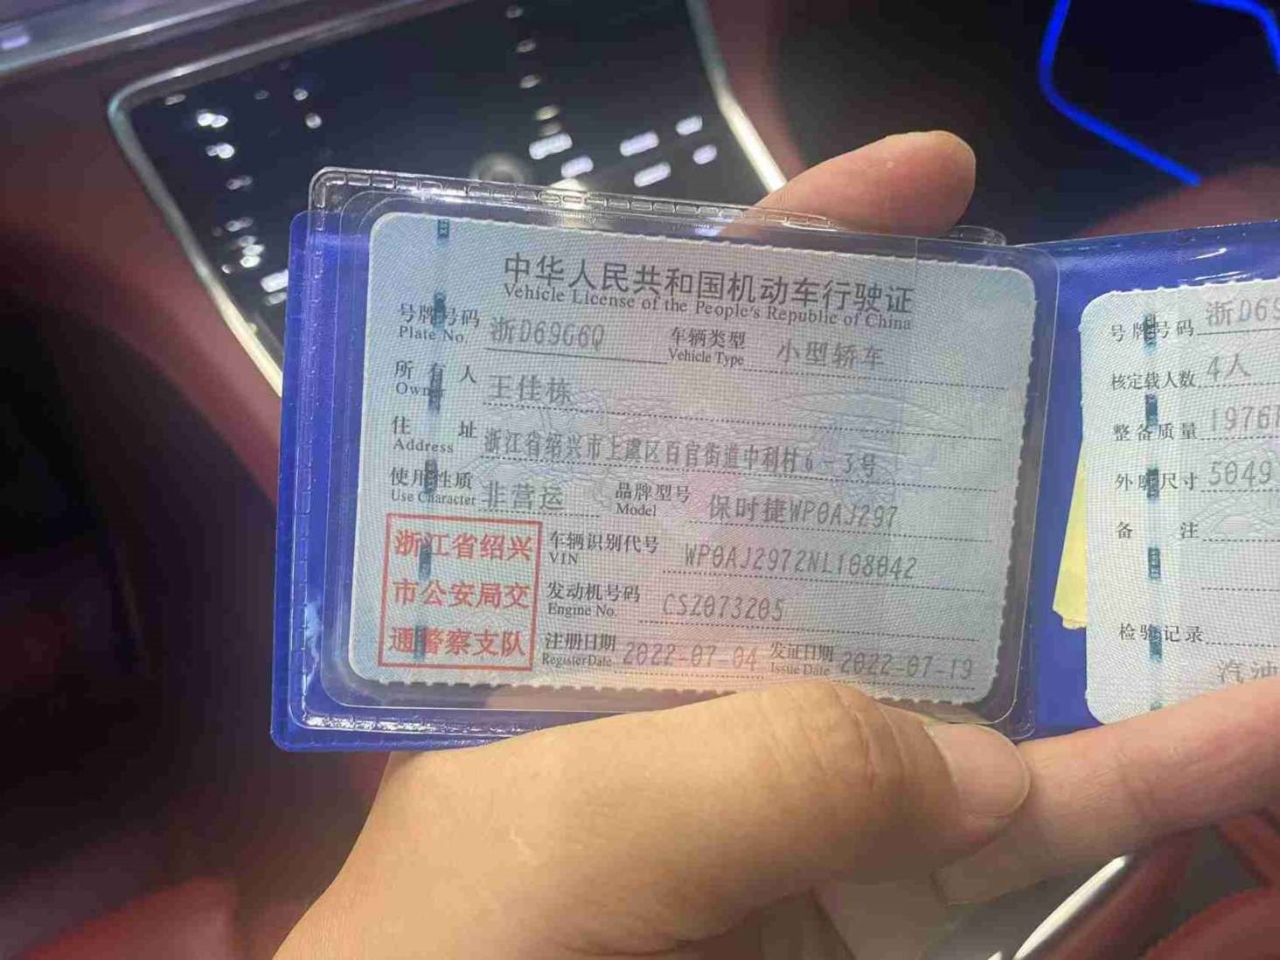 中华人民共和国机动车行驶证
Vehicle License of the People's Republic of China
号牌号码 浙D69G6Q 车辆类型 小型轿车
Plate No. Vehicle Type
所有人 王佳栋
Owner
住址 浙江省绍兴市上虞区百官街道中利村6-3号
Address
使用性质 非营运 品牌型号 保时捷WP0AJ297
Use Character Model
浙江省绍兴
市公安局交
通警察支队
车辆识别代号 WP0AJ2972NL108042
VIN
发动机号码 CSZ073205
Engine No.
注册日期 2022-07-04 发证日期 2022-07-19
Register Date Issue Date
号牌号码 浙D69
核定载人数 4人
整备质量 1976
外廓尺寸 5049
备注
检验记录
汽油